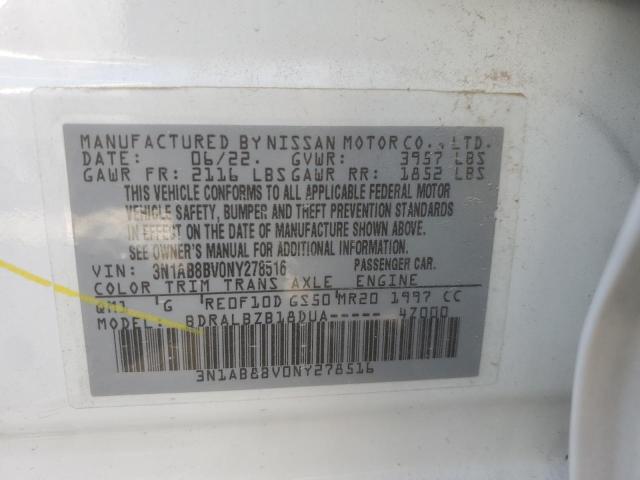 MANUFACTURED BY NISSAN MOTOR CO., LTD.
DATE: 06/22. GVWR: 3957 LBS
GAWR FR: 2116 LBS GAWR RR: 1852 LBS
THIS VEHICLE CONFORMS TO ALL APPLICABLE FEDERAL MOTOR
VEHICLE SAFETY, BUMPER AND THEFT PREVENTION STANDARDS
IN EFFECT ON THE DATE OF MANUFACTURE SHOWN ABOVE.
SEE OWNER'S MANUAL FOR ADDITIONAL INFORMATION
VIN: 3N1AB8BV0NY278516 PASSENGER CAR.
COLOR TRIM TRANS AXLE ENGINE
QM1 G RE0F10D GS50 MR20 1997 CC
MODEL: BDRALBZB18DUA----- 4Z000
3N1AB8BV0NY278516